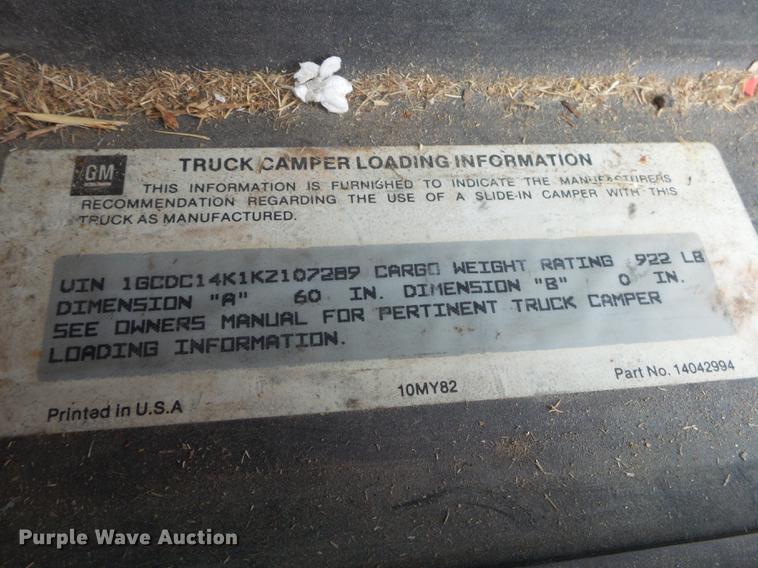 GM
TRUCK CAMPER LOADING INFORMATION
THIS INFORMATION IS FURNISHED TO INDICATE THE MANUFACTURERS
RECOMMENDATION REGARDING THE USE OF A SLIDE-IN CAMPER WITH THIS
TRUCK AS MANUFACTURED.
VIN 1GCDC14K1KZ107289 CARGO WEIGHT RATING 922 LB
DIMENSION "A" 60 IN. DIMENSION "B" 0 IN.
SEE OWNERS MANUAL FOR PERTINENT TRUCK CAMPER
LOADING INFORMATION.
Printed in U.S.A
10MY82
Part No. 14042994
Purple Wave Auction